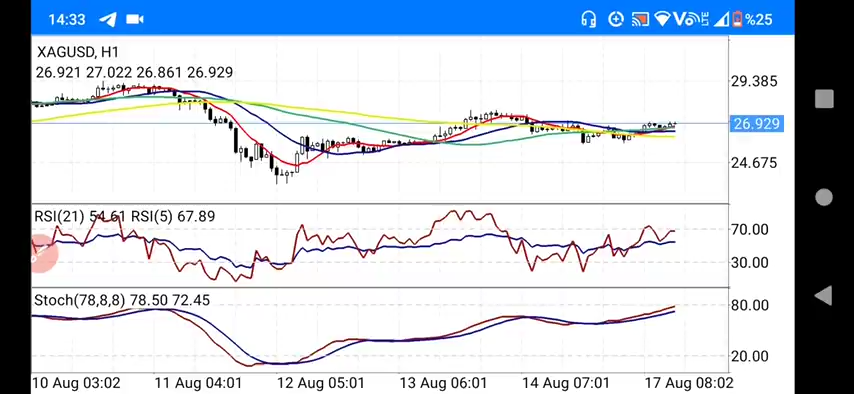 14:33 LTE %25
XAGUSD, H1
26.921 27.022 26.861 26.929
29.385
26.929
24.675
RSI(21) 54.61 RSI(5) 67.89
70.00
30.00
Stoch(78,8,8) 78.50 72.45
80.00
20.00
10 Aug 03:02 11 Aug 04:01 12 Aug 05:01 13 Aug 06:01 14 Aug 07:01 17 Aug 08:02